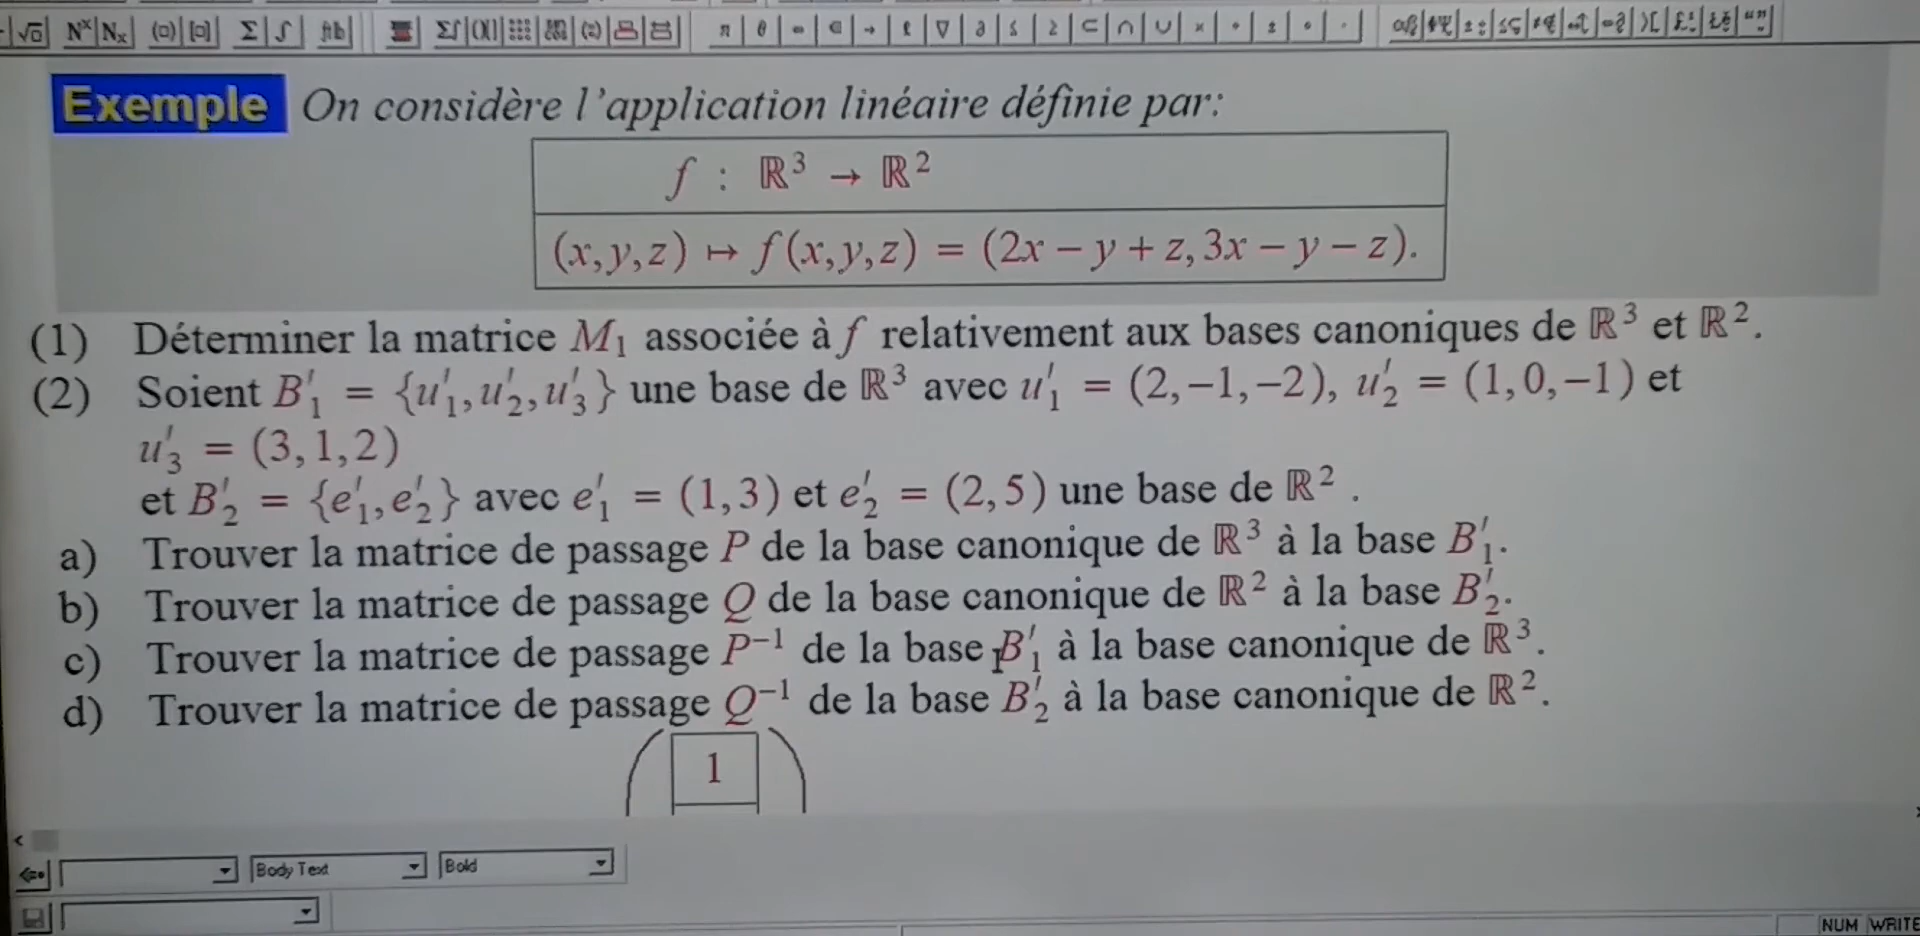 Exemple On considère l'application linéaire définie par:
f : ℝ³ → ℝ²
(x,y,z) ↦ f(x,y,z) = (2x − y + z, 3x − y − z).
(1) Déterminer la matrice M₁ associée à f relativement aux bases canoniques de ℝ³ et ℝ².
(2) Soient B′₁ = {u′₁, u′₂, u′₃} une base de ℝ³ avec u′₁ = (2,−1,−2), u′₂ = (1,0,−1) et
u′₃ = (3,1,2)
et B′₂ = {e′₁, e′₂} avec e′₁ = (1,3) et e′₂ = (2,5) une base de ℝ² .
a) Trouver la matrice de passage P de la base canonique de ℝ³ à la base B′₁.
b) Trouver la matrice de passage Q de la base canonique de ℝ² à la base B′₂.
c) Trouver la matrice de passage P⁻¹ de la base B′₁ à la base canonique de ℝ³.
d) Trouver la matrice de passage Q⁻¹ de la base B′₂ à la base canonique de ℝ².
1
Body Text Bold
NUM WRITE